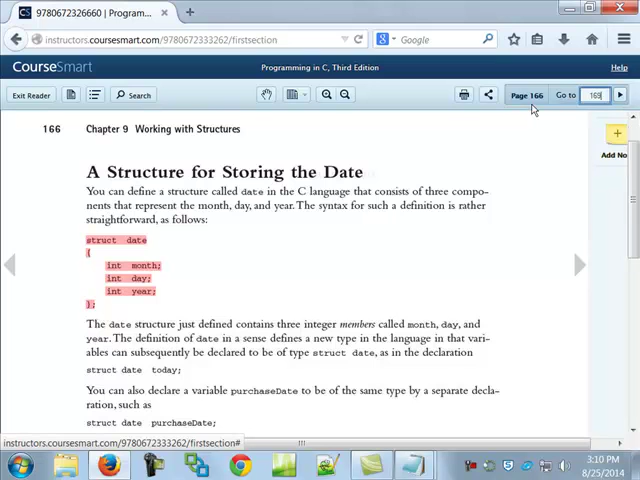 9780672326660 | Programm...
instructors.coursesmart.com/9780672333262/firstsection
Google
CourseSmart
Programming in C, Third Edition
Help
Exit Reader
Search
Page 166
Go to
169
166 Chapter 9 Working with Structures
Add No
A Structure for Storing the Date
You can define a structure called date in the C language that consists of three compo-
nents that represent the month, day, and year. The syntax for such a definition is rather
straightforward, as follows:
struct date
{
int month;
int day;
int year;
};
The date structure just defined contains three integer members called month, day, and
year. The definition of date in a sense defines a new type in the language in that vari-
ables can subsequently be declared to be of type struct date, as in the declaration
struct date today;
You can also declare a variable purchaseDate to be of the same type by a separate decla-
ration, such as
struct date purchaseDate;
instructors.coursesmart.com/9780672333262/firstsection#
3:10 PM
8/25/2014